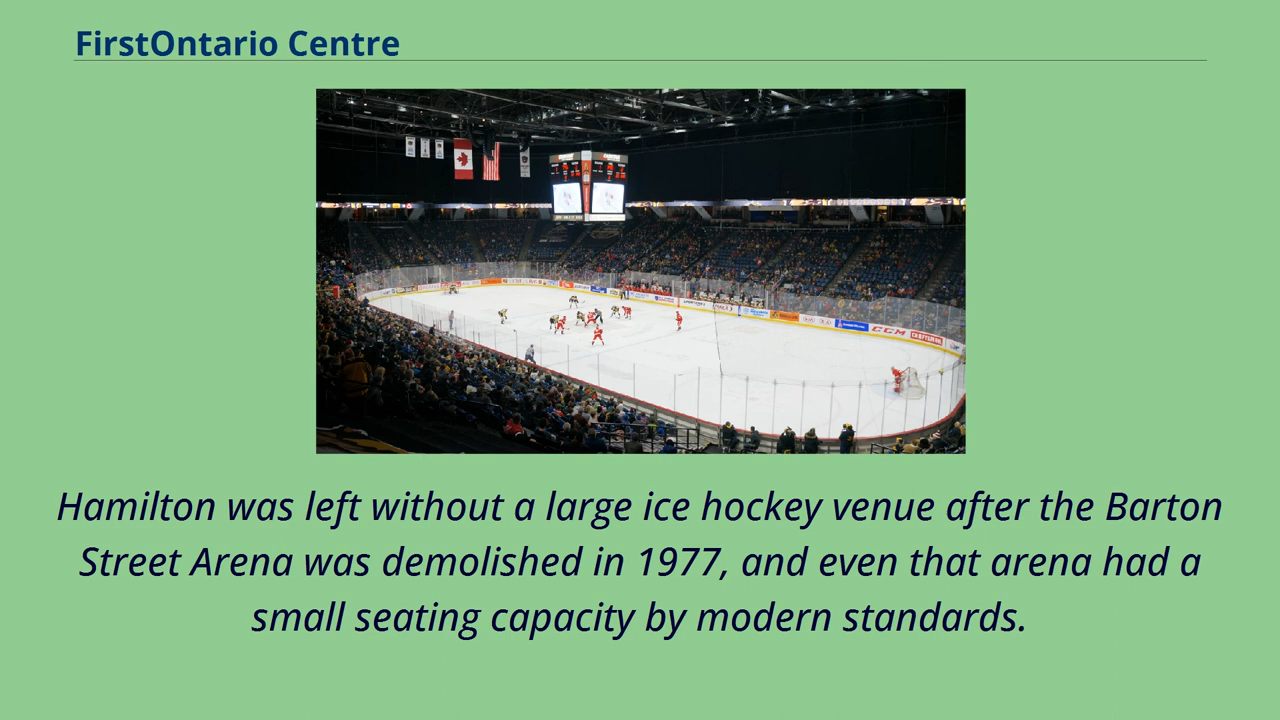 FirstOntario Centre
CCM
Hamilton was left without a large ice hockey venue after the Barton
Street Arena was demolished in 1977, and even that arena had a
small seating capacity by modern standards.